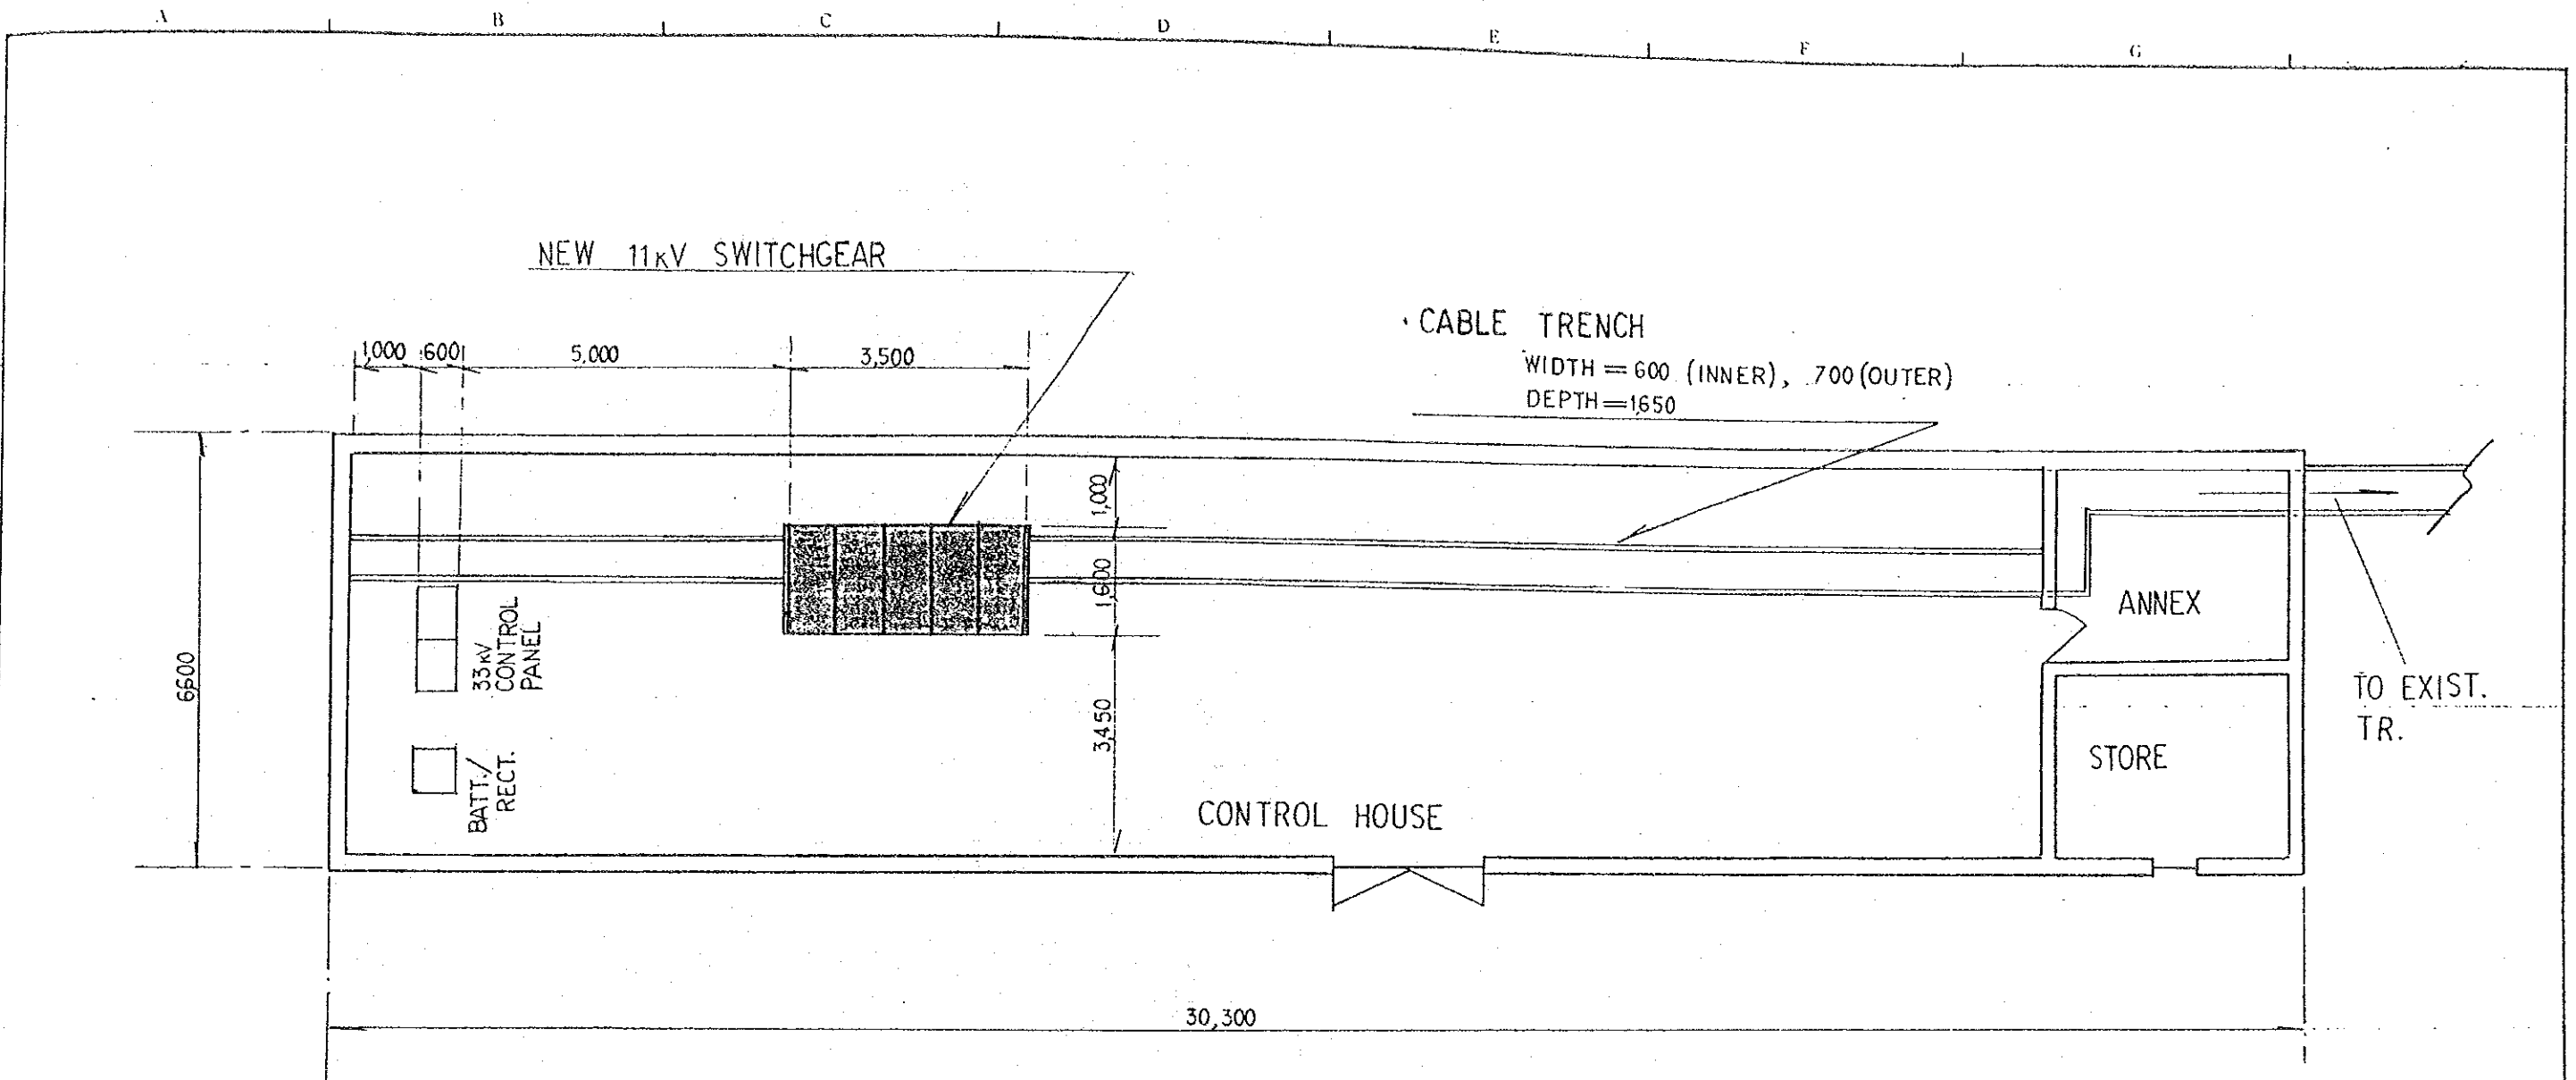 A B C D E F G
NEW 11KV SWITCHGEAR
CABLE TRENCH
WIDTH = 600 (INNER), 700 (OUTER)
DEPTH = 1,650
1,000 600 5,000 3,500
1,000
1,600
3,450
6,600
33KV
CONTROL
PANEL
BATT./
RECT.
ANNEX
STORE
TO EXIST.
TR.
CONTROL HOUSE
30,300